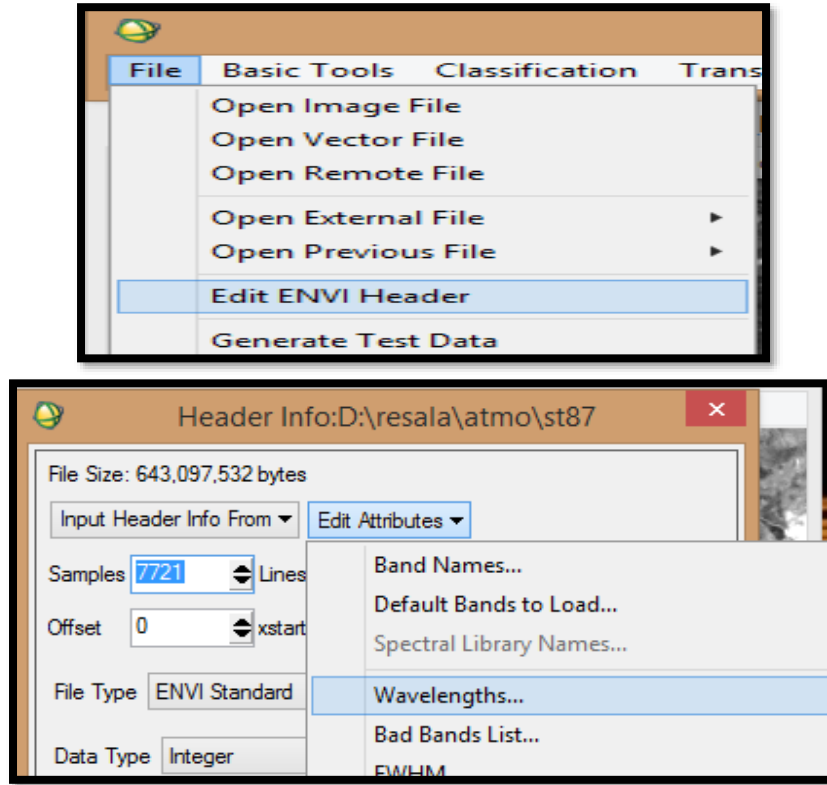 File Basic Tools Classification Trans
Open Image File
Open Vector File
Open Remote File
Open External File
Open Previous File
Edit ENVI Header
Generate Test Data
Header Info:D:\resala\atmo\st87
File Size: 643,097,532 bytes
Input Header Info From Edit Attributes
Samples 7721 Lines
Band Names...
Default Bands to Load...
Offset 0 xstart
Spectral Library Names...
File Type ENVI Standard
Wavelengths...
Bad Bands List...
Data Type Integer
FWHM